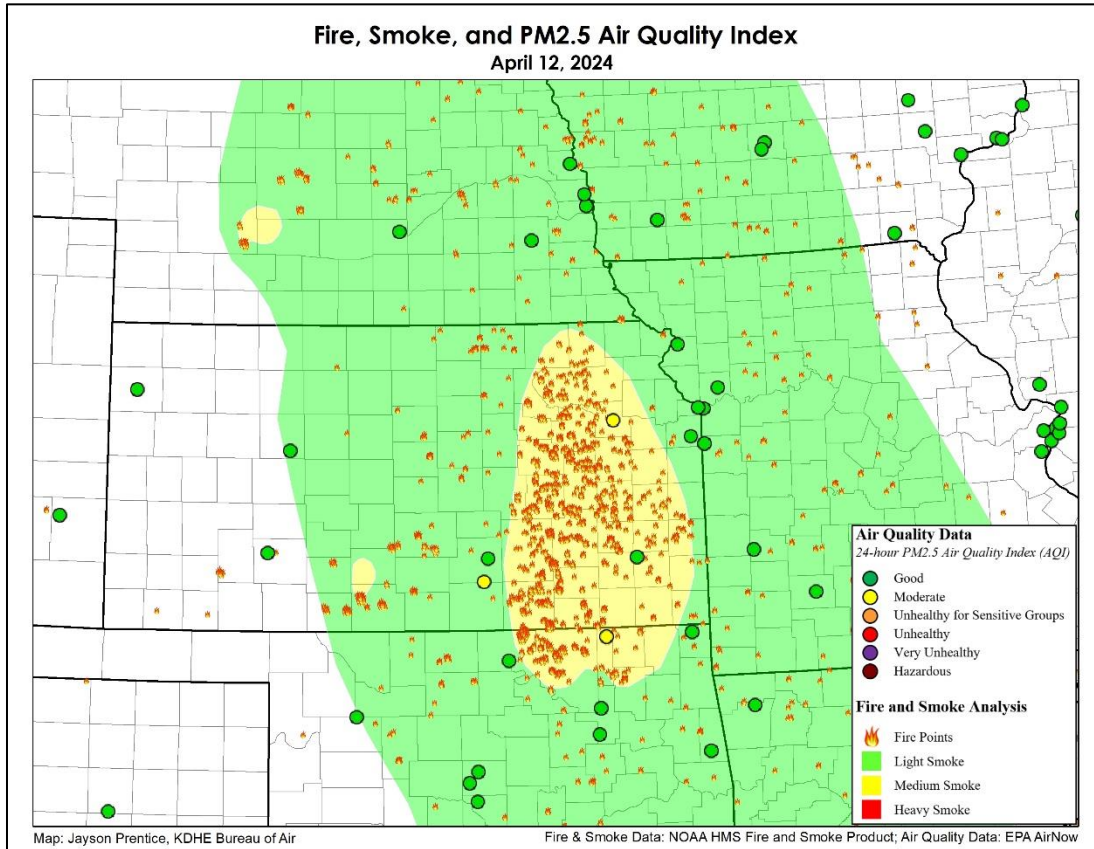 Fire, Smoke, and PM2.5 Air Quality Index
April 12, 2024
Air Quality Data
24-hour PM2.5 Air Quality Index (AQI)
Good
Moderate
Unhealthy for Sensitive Groups
Unhealthy
Very Unhealthy
Hazardous
Fire and Smoke Analysis
Fire Points
Light Smoke
Medium Smoke
Heavy Smoke
Map: Jayson Prentice, KDHE Bureau of Air
Fire & Smoke Data: NOAA HMS Fire and Smoke Product; Air Quality Data: EPA AirNow